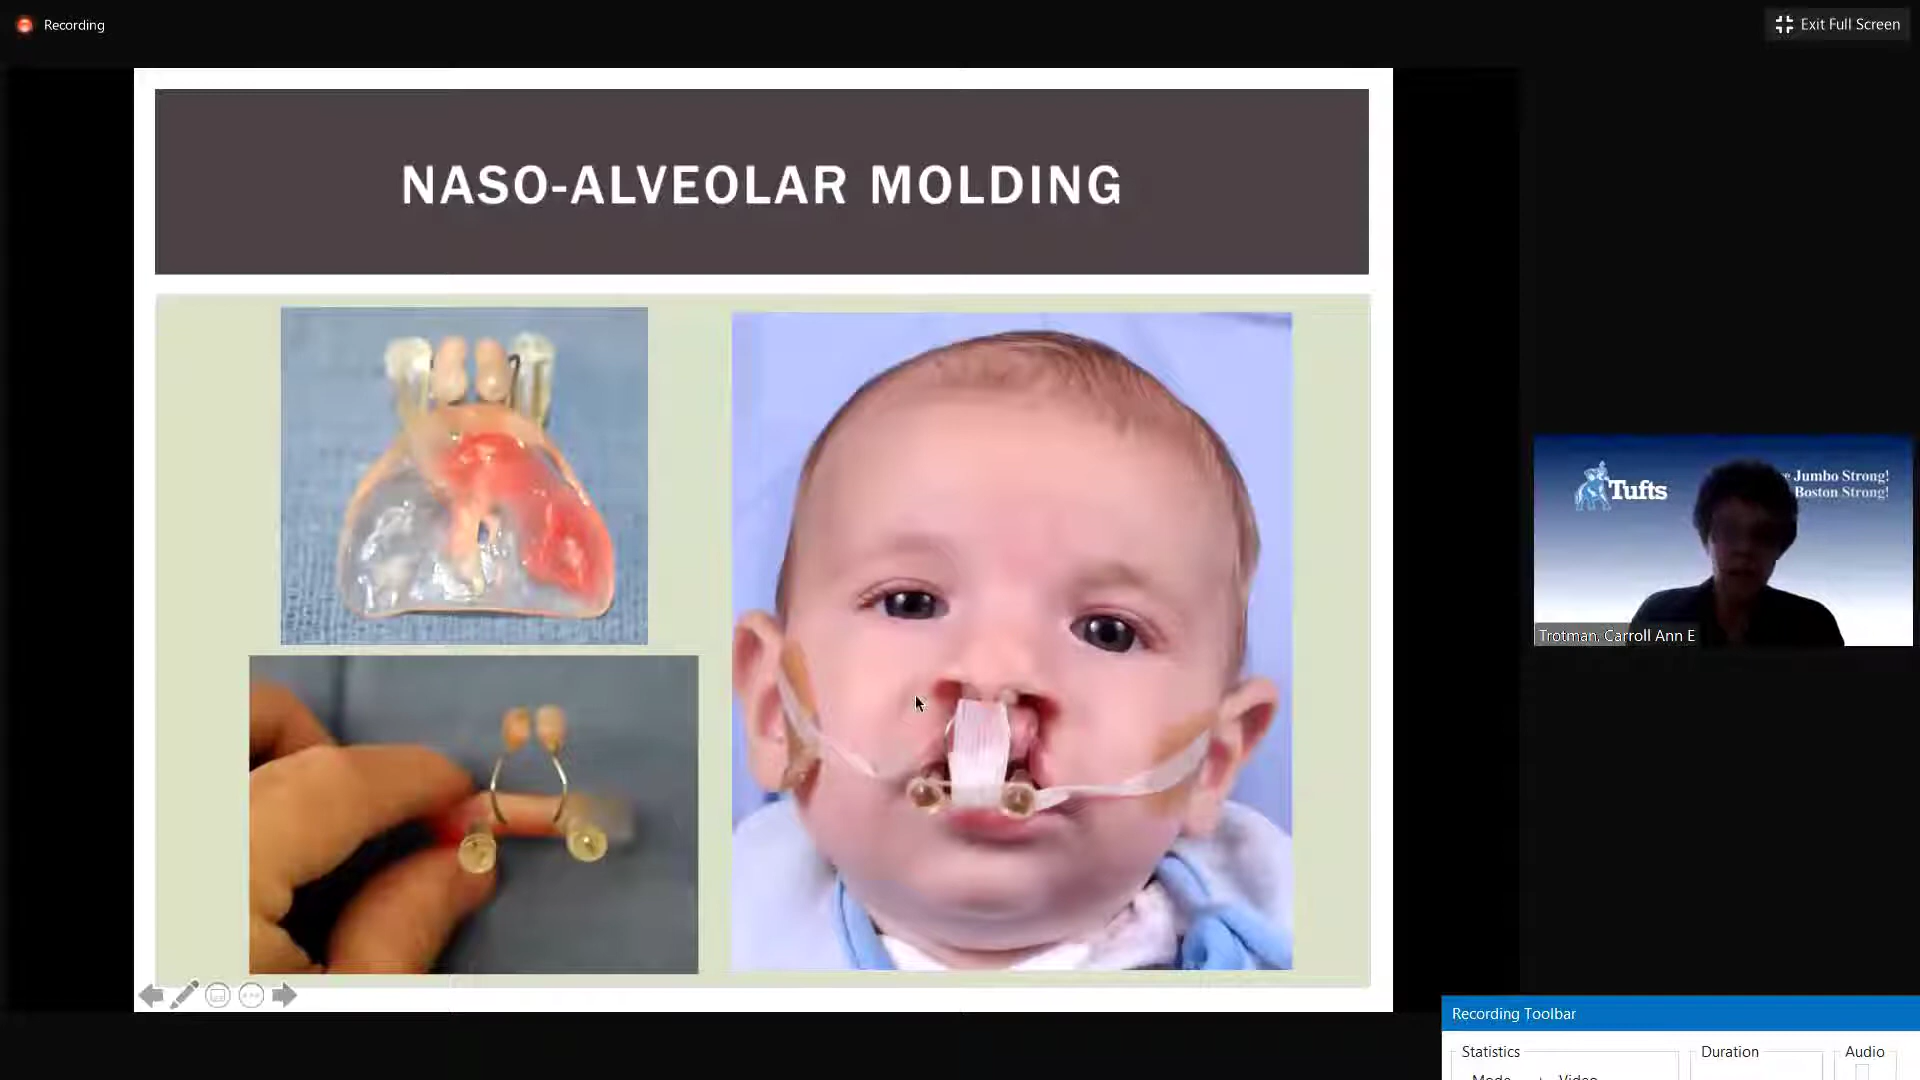 Recording
Exit Full Screen
NASO-ALVEOLAR MOLDING
Tufts
Jumbo Strong!
Boston Strong!
Trotman, Carroll Ann E
Recording Toolbar
Statistics
Duration
Audio
Video